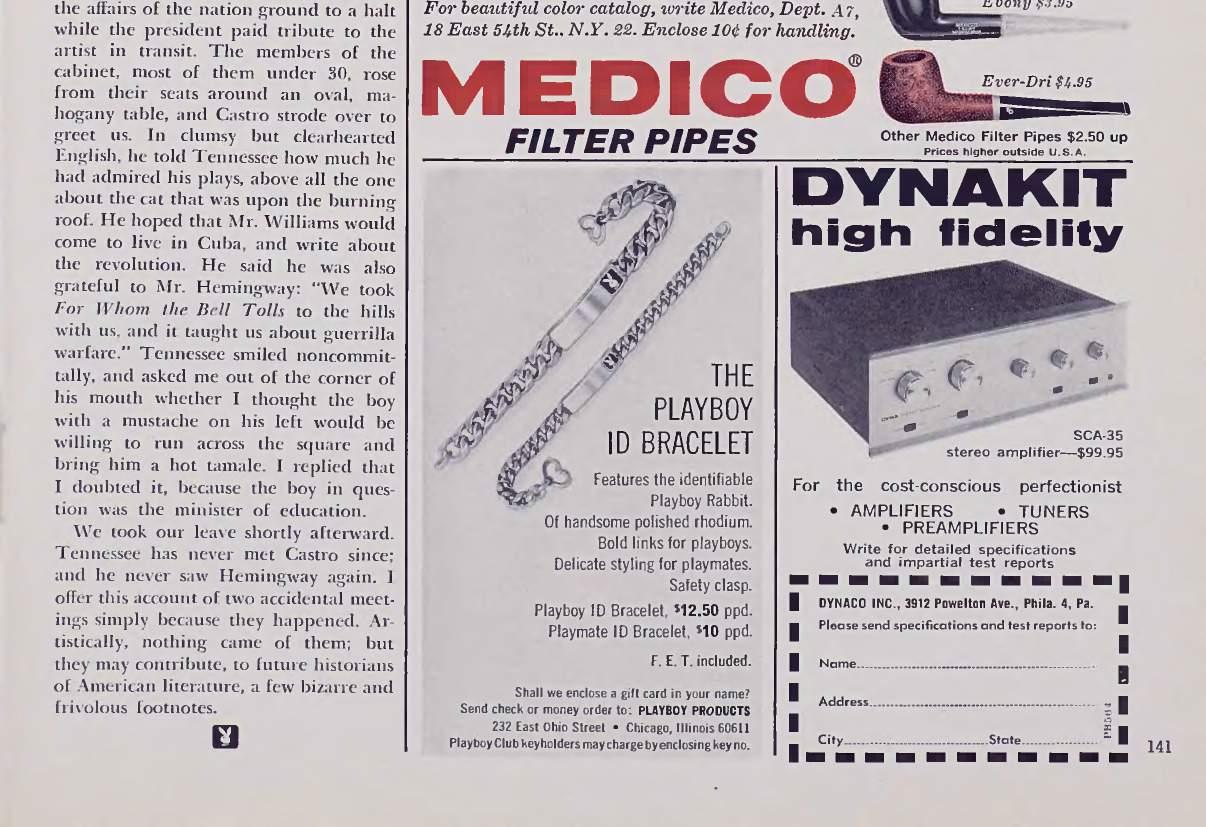 the affairs of the nation ground to a halt
while the president paid tribute to the
artist in transit. The members of the
cabinet, most of them under 30, rose
from their seats around an oval, ma-
hogany table, and Castro strode over to
greet us. In clumsy but clearhearted
English, he told Tennessee how much he
had admired his plays, above all the one
about the cat that was upon the burning
roof. He hoped that Mr. Williams would
come to live in Cuba, and write about
the revolution. He said he was also
grateful to Mr. Hemingway: "We took
For Whom the Bell Tolls to the hills
with us, and it taught us about guerrilla
warfare." Tennessee smiled noncommit-
tally, and asked me out of the corner of
his mouth whether I thought the boy
with a mustache on his left would be
willing to run across the square and
bring him a hot tamale. I replied that
I doubted it, because the boy in ques-
tion was the minister of education.
We took our leave shortly afterward.
Tennessee has never met Castro since;
and he never saw Hemingway again. I
offer this account of two accidental meet-
ings simply because they happened. Ar-
tistically, nothing came of them; but
they may contribute, to future historians
of American literature, a few bizarre and
frivolous footnotes.
For beautiful color catalog, write Medico, Dept. A7,
18 East 54th St.. N.Y. 22. Enclose 10¢ for handling.
Ebony $3.95
MEDICO®
FILTER PIPES
Ever-Dri $4.95
Other Medico Filter Pipes $2.50 up
Prices higher outside U.S.A.
THE
PLAYBOY
ID BRACELET
Features the identifiable
Playboy Rabbit.
Of handsome polished rhodium.
Bold links for playboys.
Delicate styling for playmates.
Safety clasp.
Playboy ID Bracelet, $12.50 ppd.
Playmate ID Bracelet, $10 ppd.
F. E. T. included.
Shall we enclose a gift card in your name?
Send check or money order to: PLAYBOY PRODUCTS
232 East Ohio Street • Chicago, Illinois 60611
Playboy Club keyholders may charge by enclosing key no.
DYNAKIT
high fidelity
SCA-35
stereo amplifier—$99.95
For the cost-conscious perfectionist
• AMPLIFIERS • TUNERS
• PREAMPLIFIERS
Write for detailed specifications
and impartial test reports
DYNACO INC., 3912 Powelton Ave., Phila. 4, Pa.
Please send specifications and test reports to:
Name
Address
City State
PB564
141